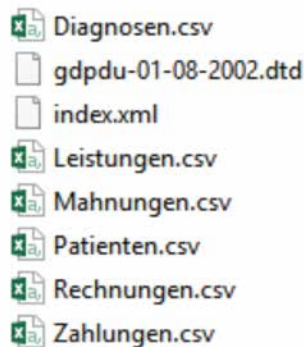 Diagnosen.csv
gdpdu-01-08-2002.dtd
index.xml
Leistungen.csv
Mahnungen.csv
Patienten.csv
Rechnungen.csv
Zahlungen.csv